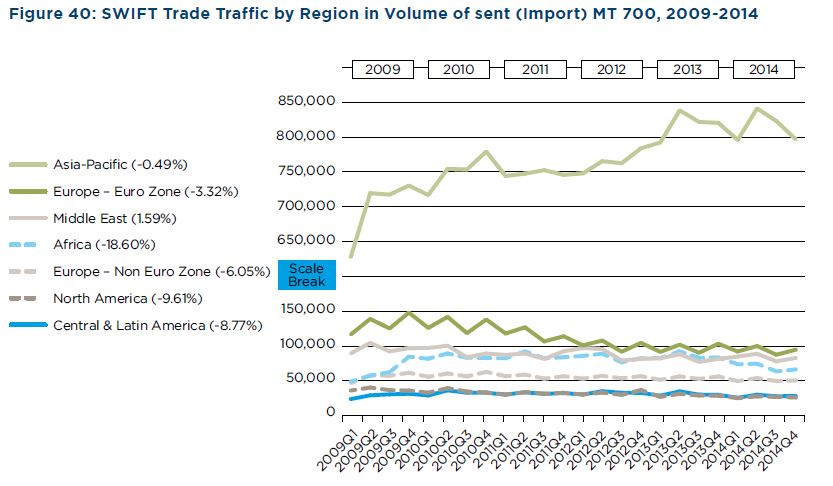 Figure 40: SWIFT Trade Traffic by Region in Volume of sent (Import) MT 700, 2009-2014
2009 2010 2011 2012 2013 2014
850,000
800,000
750,000
700,000
650,000
Scale
Break
150,000
100,000
50,000
0
Asia-Pacific (-0.49%)
Europe – Euro Zone (-3.32%)
Middle East (1.59%)
Africa (-18.60%)
Europe – Non Euro Zone (-6.05%)
North America (-9.61%)
Central & Latin America (-8.77%)
2009Q1
2009Q2
2009Q3
2009Q4
2010Q1
2010Q2
2010Q3
2010Q4
2011Q1
2011Q2
2011Q3
2011Q4
2012Q1
2012Q2
2012Q3
2012Q4
2013Q1
2013Q2
2013Q3
2013Q4
2014Q1
2014Q2
2014Q3
2014Q4